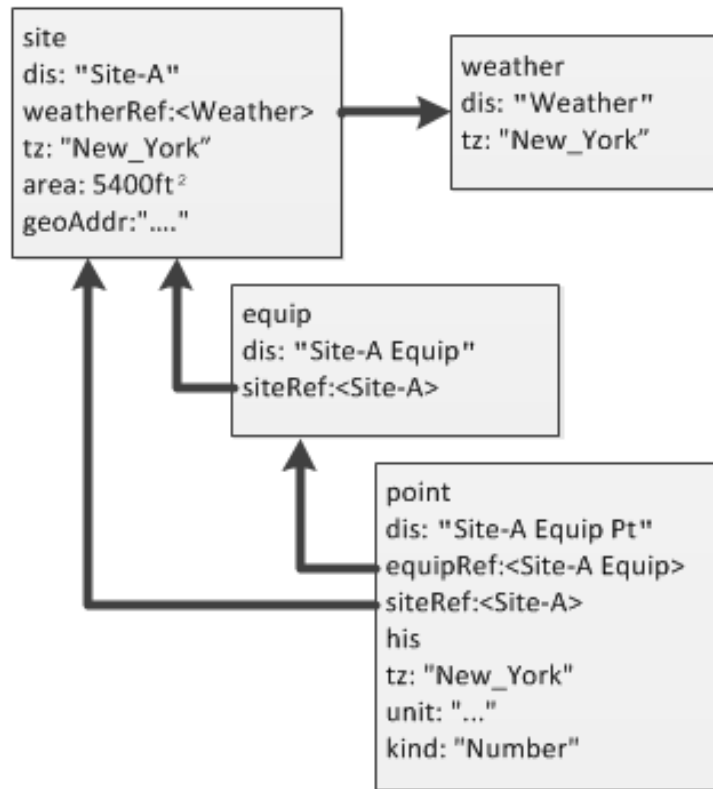 site
dis: "Site-A"
weatherRef:<Weather>
tz: "New_York”
area: 5400ft²
geoAddr:"...."
weather
dis: "Weather"
tz: "New_York”
equip
dis: "Site-A Equip"
siteRef:<Site-A>
point
dis: "Site-A Equip Pt"
equipRef:<Site-A Equip>
siteRef:<Site-A>
his
tz: "New_York"
unit: "..."
kind: "Number"